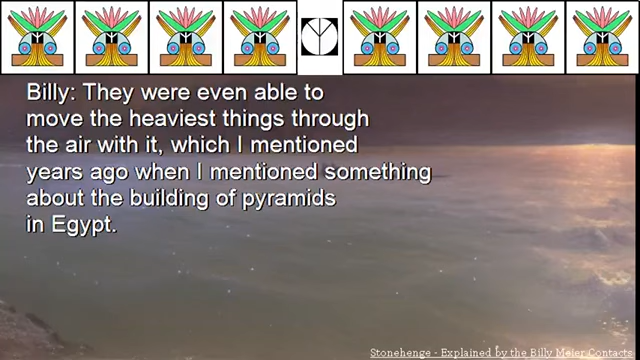 Billy: They were even able to
move the heaviest things through
the air with it, which I mentioned
years ago when I mentioned something
about the building of pyramids
in Egypt.
Stonehenge - Explained by the Billy Meier Contacts